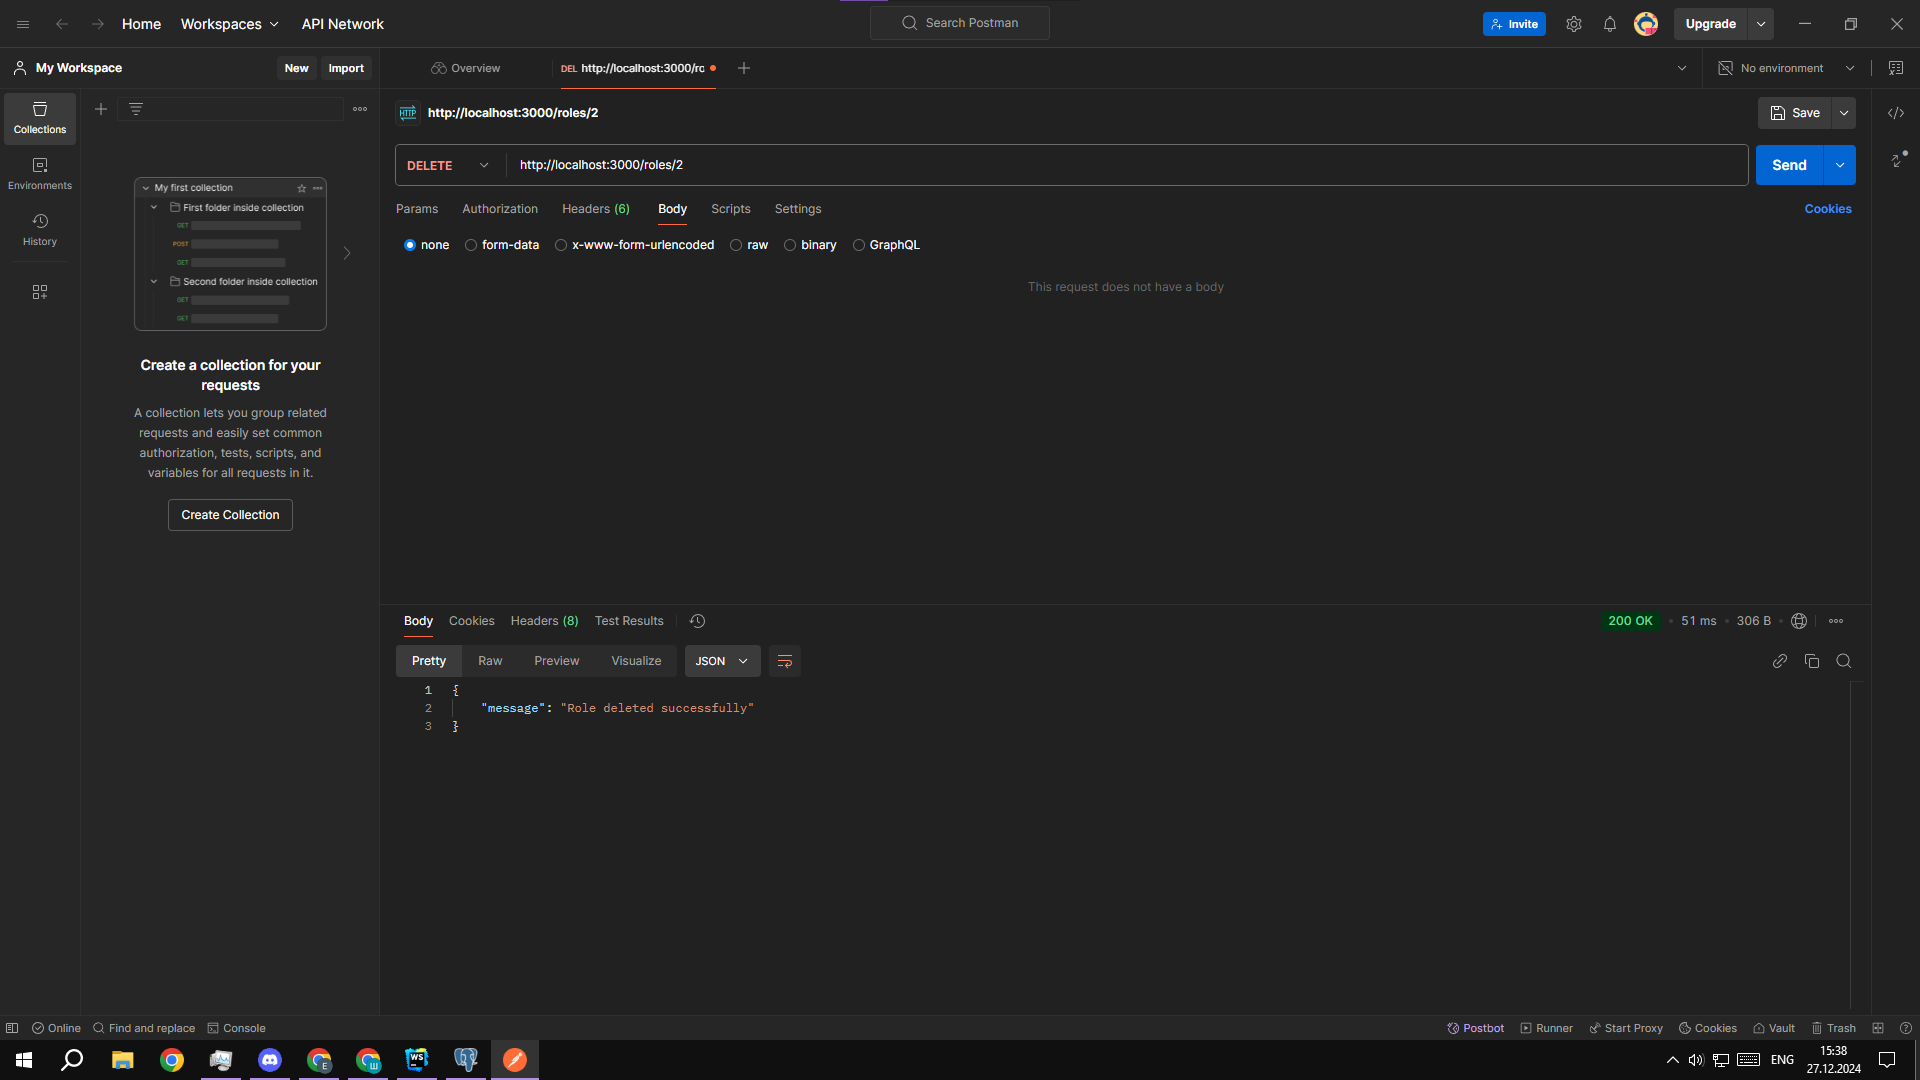 Home
Workspaces
API Network
Search Postman
Invite
Upgrade
My Workspace
New
Import
Overview
DEL http://localhost:3000/rc
No environment
Collections
Environments
History
My first collection
First folder inside collection
GET
POST
GET
Second folder inside collection
GET
GET
Create a collection for your
requests
A collection lets you group related
requests and easily set common
authorization, tests, scripts, and
variables for all requests in it.
Create Collection
HTTP http://localhost:3000/roles/2
Save
DELETE
http://localhost:3000/roles/2
Send
Params
Authorization
Headers (6)
Body
Scripts
Settings
Cookies
none
form-data
x-www-form-urlencoded
raw
binary
GraphQL
This request does not have a body
Body
Cookies
Headers (8)
Test Results
200 OK
51 ms
306 B
Pretty
Raw
Preview
Visualize
JSON
1 {
2 "message": "Role deleted successfully"
3 }
Online
Find and replace
Console
Postbot
Runner
Start Proxy
Cookies
Vault
Trash
E
Ш
WS
ENG
15:38
27.12.2024